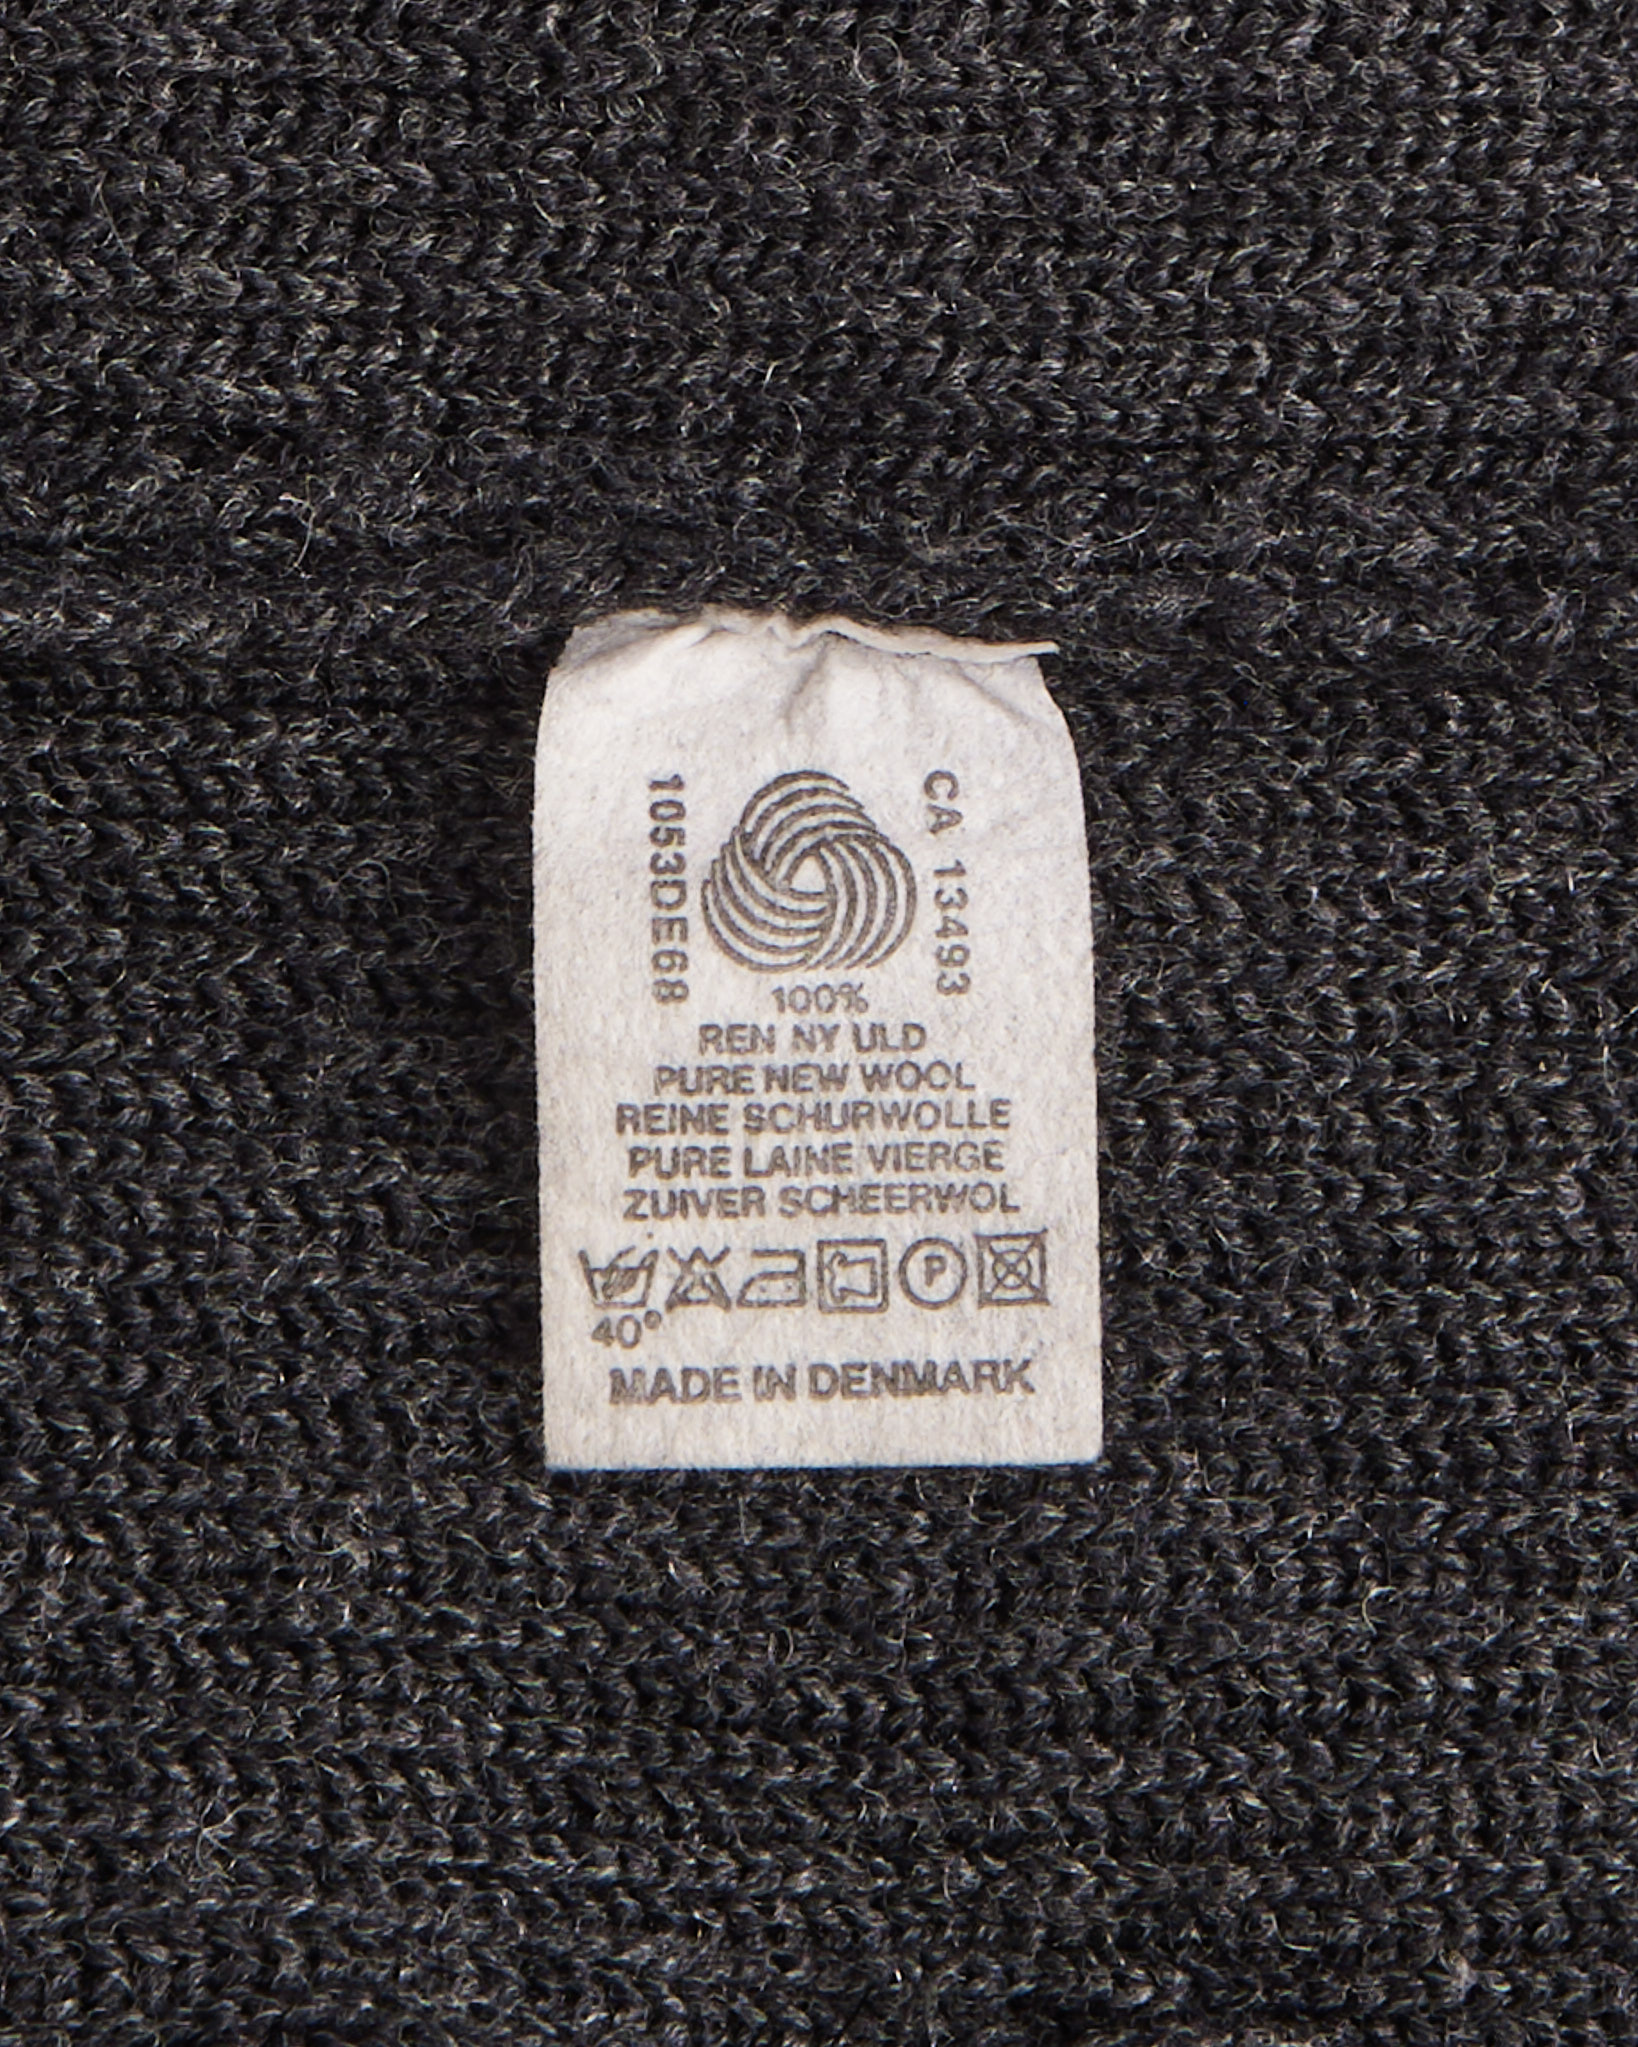 1053DE68
CA 134493
100%
REN NY ULD
PURE NEW WOOL
REINE SCHURWOLLE
PURE LAINE VIERGE
ZUIVER SCHEERWOL
P
40°
MADE IN DENMARK